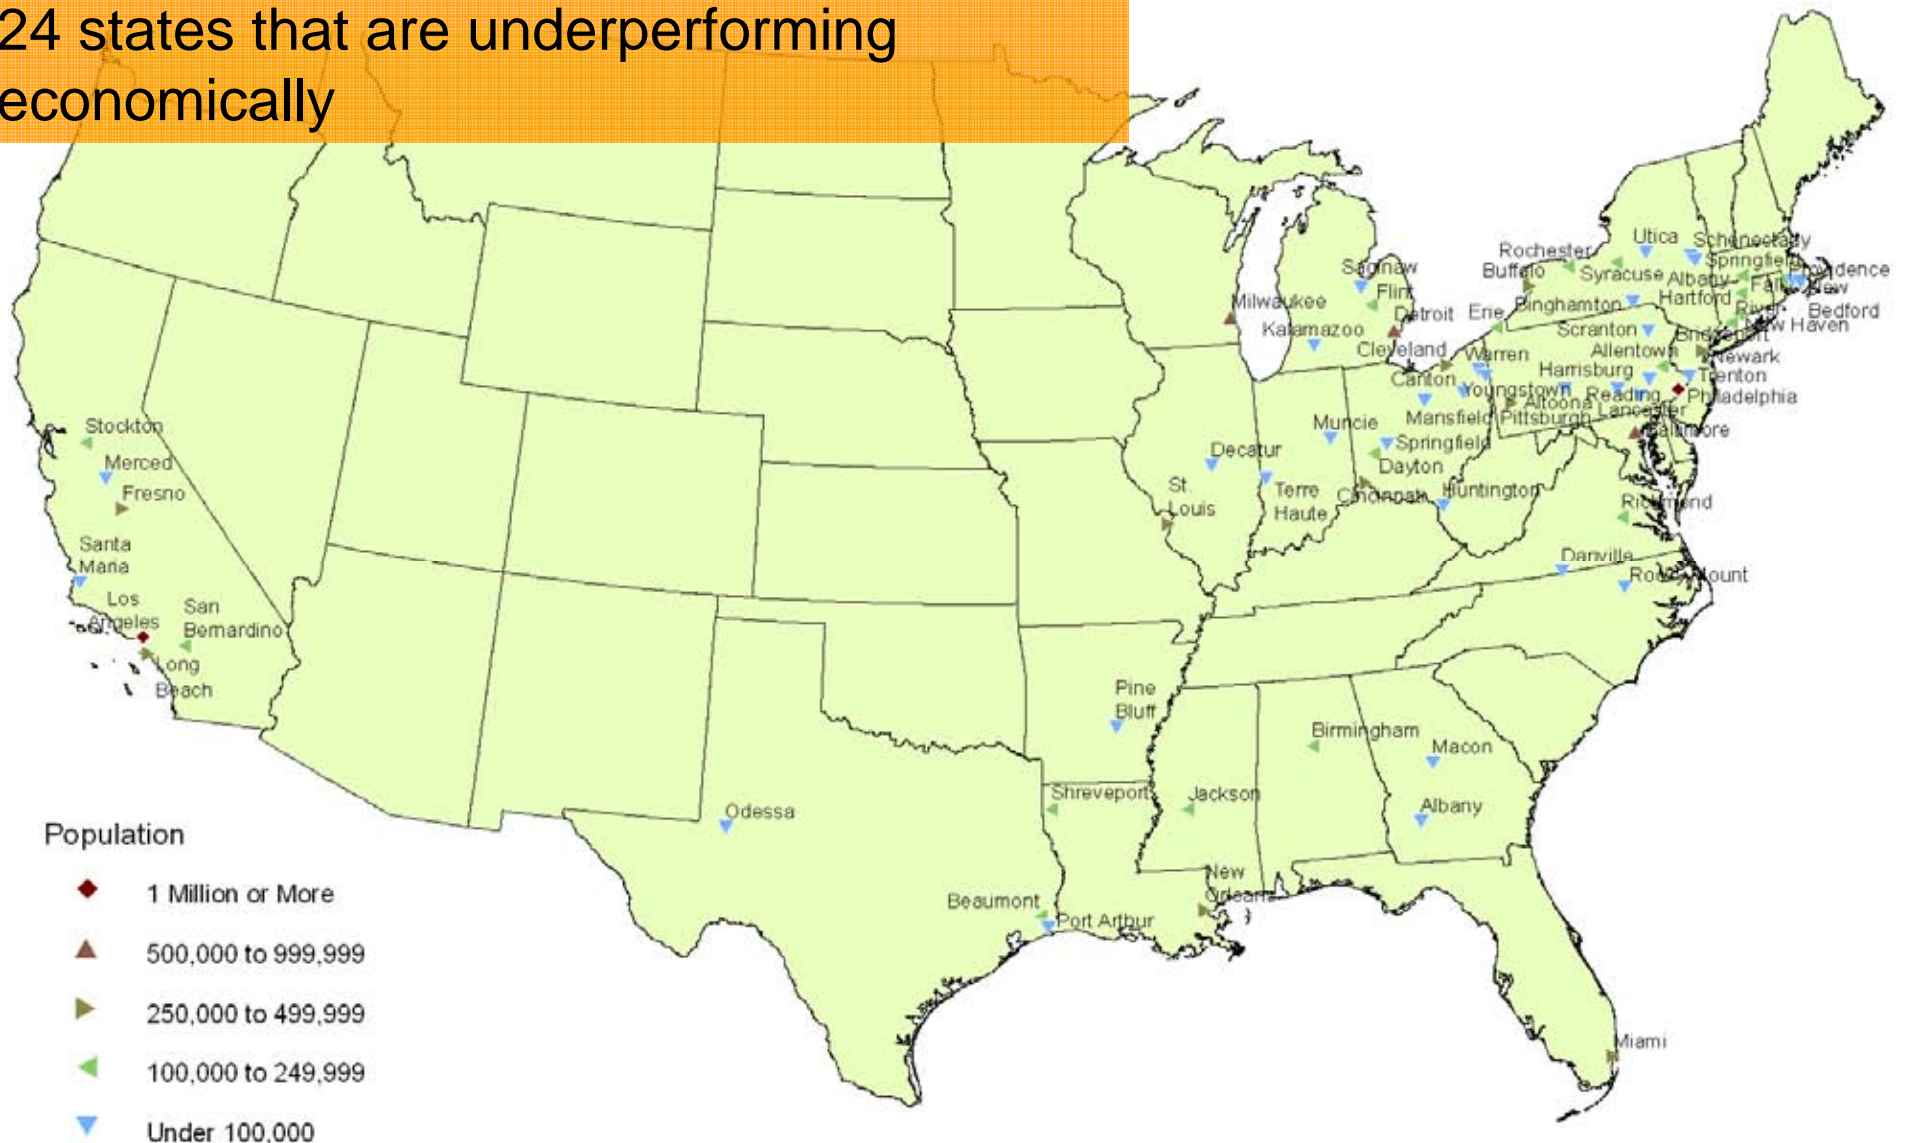 24 states that are underperforming
economically
Utica
Schenectady
Rochester
Springfield
Buffalo
Syracuse
Albany
Providence
Saginaw
Fall
New
Flint
Binghamton
Hartford
Milwaukee
Detroit
Erie
River
Bedford
Kalamazoo
Scranton
New Haven
Bridgeport
Cleveland
Warren
Allentown
Newark
Canton
Harrisburg
Trenton
Youngstown
Altoona
Reading
Philadelphia
Mansfield
Pittsburgh
Lancaster
Stockton
Muncie
Baltimore
Decatur
Springfield
Merced
Dayton
Fresno
St.
Louis
Terre
Haute
Cincinnati
Huntington
Richmond
Santa
Maria
Danville
Rocky Mount
Los
Angeles
San
Bernardino
Long
Beach
Pine
Bluff
Birmingham
Macon
Shreveport
Jackson
Albany
Odessa
New
Orleans
Beaumont
Port Arthur
Miami
Population
1 Million or More
500,000 to 999,999
250,000 to 499,999
100,000 to 249,999
Under 100,000